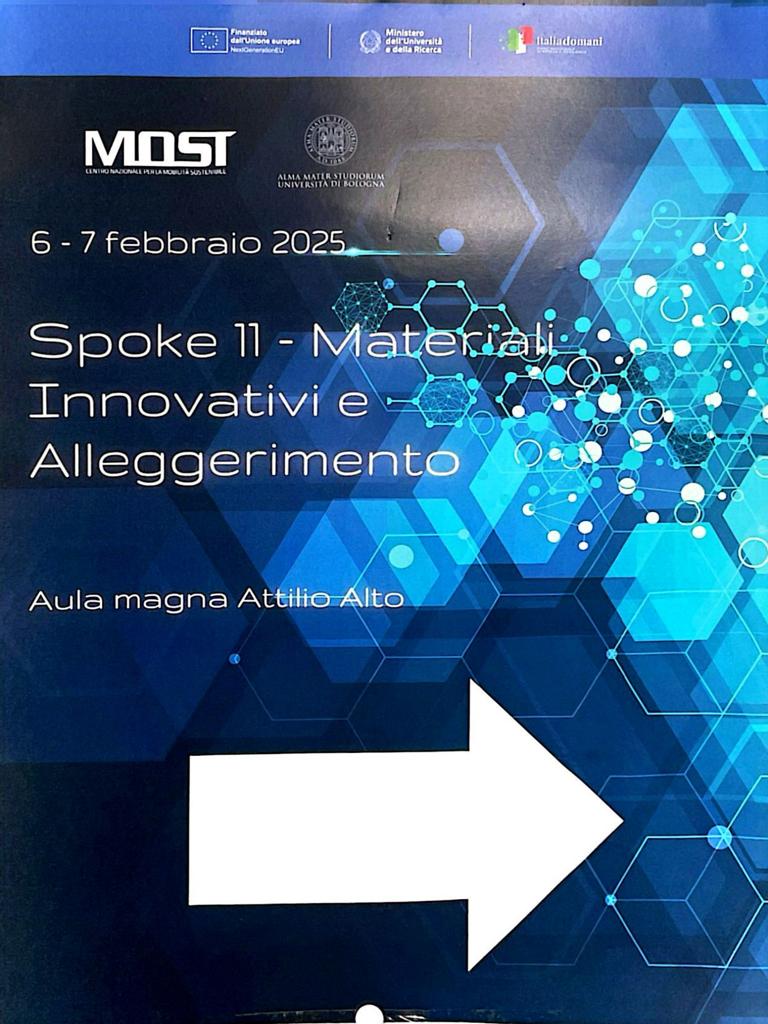 Finanziato
dall'Unione europea
NextGenerationEU
Ministero
dell'Università
e della Ricerca
italiadomani
MOST
CENTRO NAZIONALE PER LA MOBILITÀ SOSTENIBILE
ALMA MATER STUDIORUM
UNIVERSITÀ DI BOLOGNA
6 - 7 febbraio 2025
Spoke 11 - Materiali
Innovativi e
Alleggerimento
Aula magna Attilio Alto